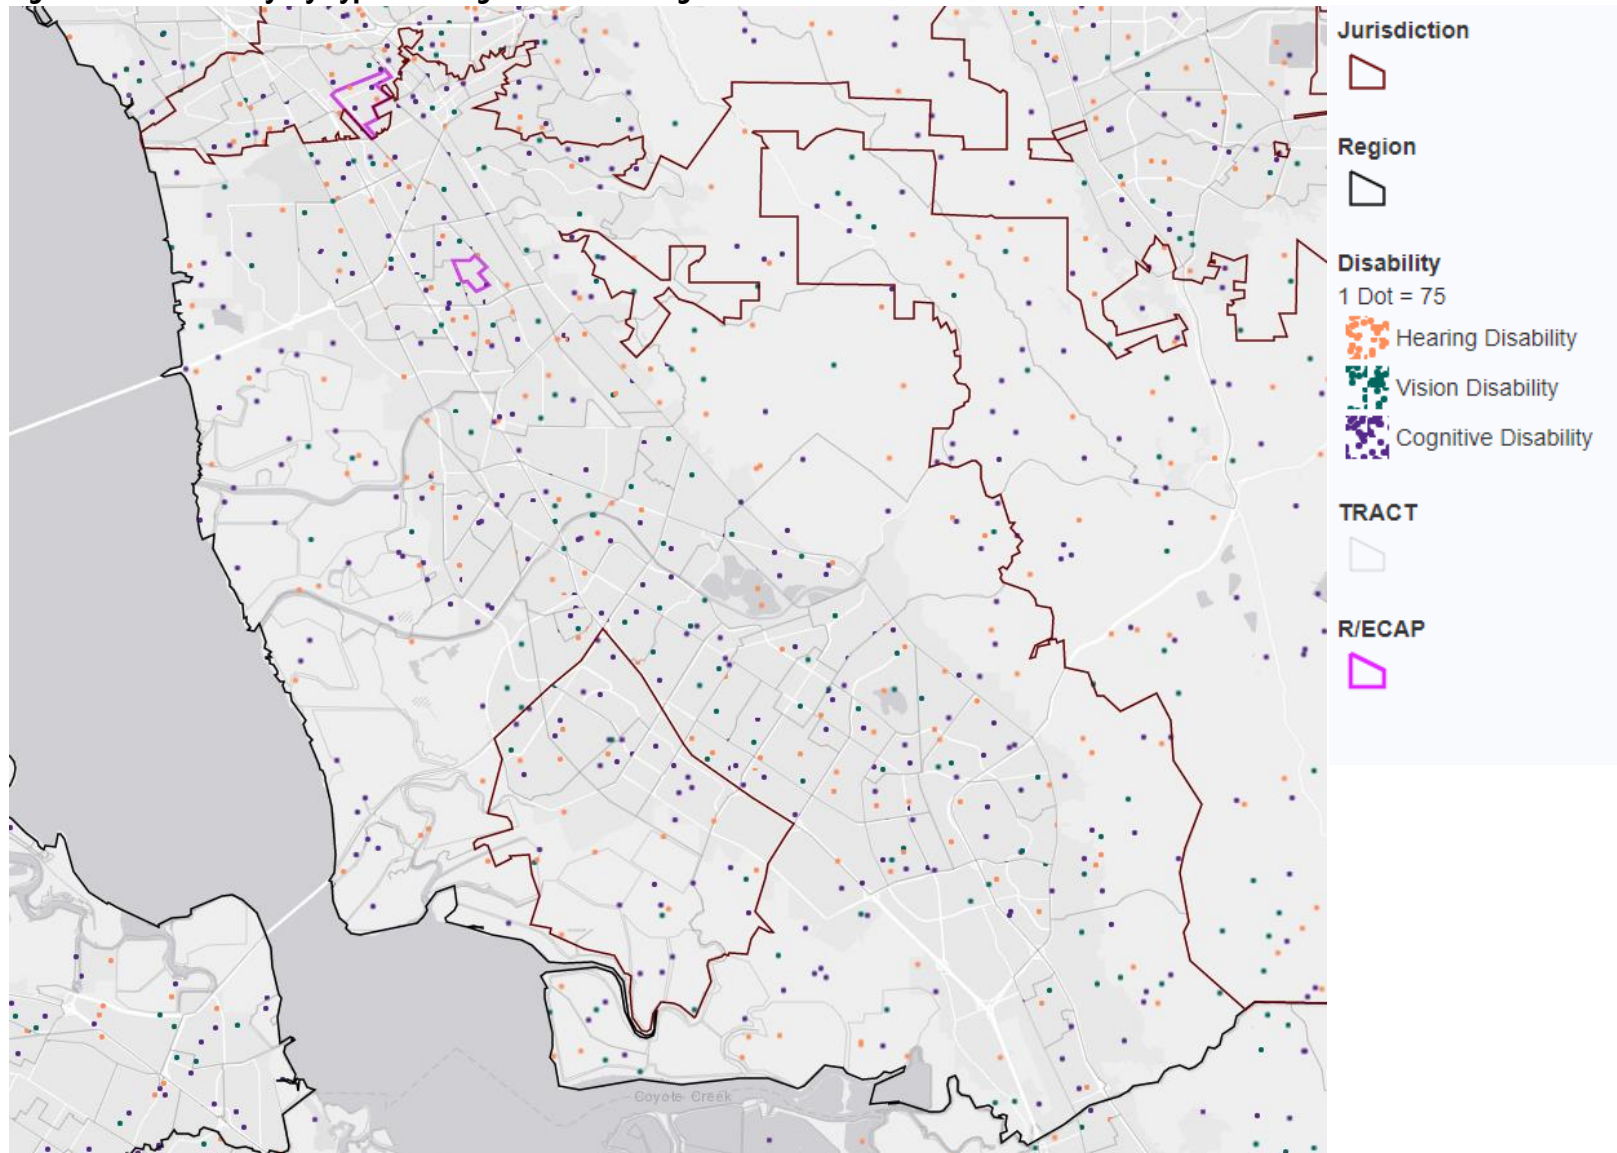 Jurisdiction
Region
Disability
1 Dot = 75
Hearing Disability
Vision Disability
Cognitive Disability
TRACT
R/ECAP
Coyote Creek